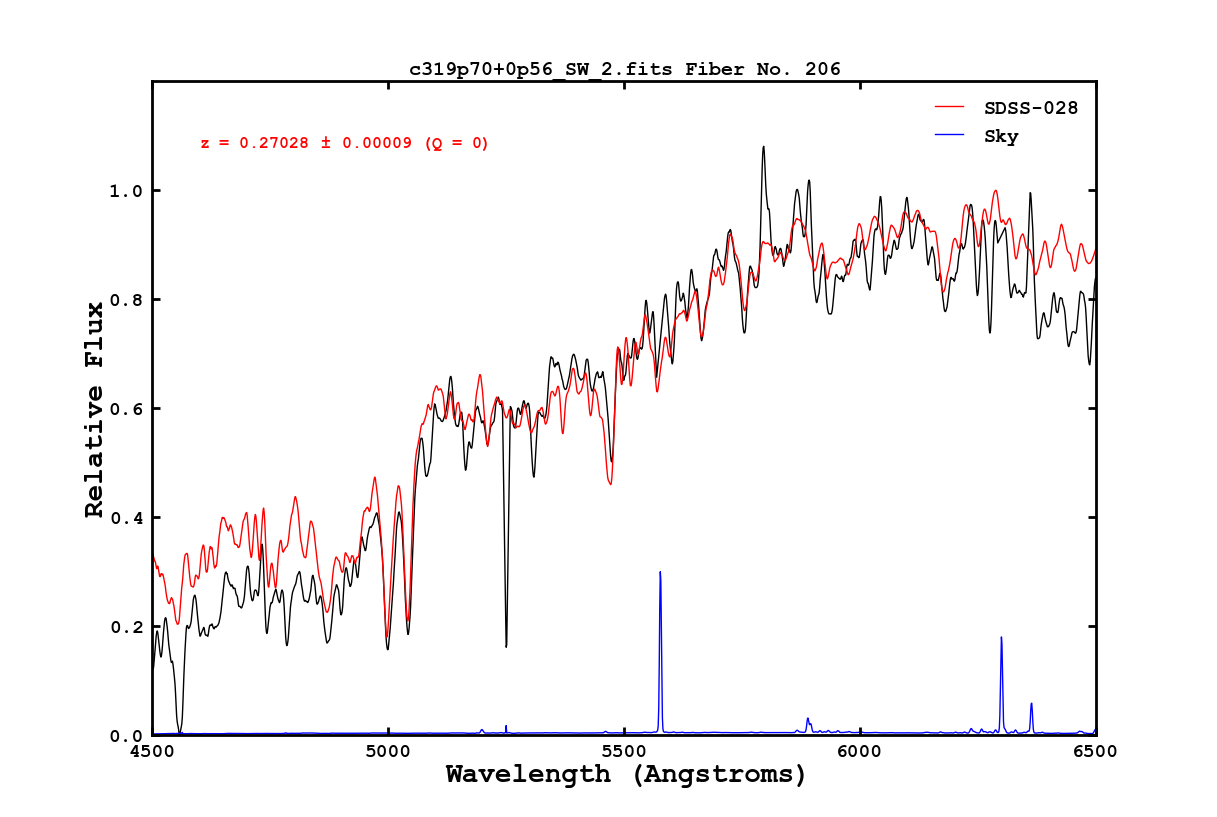 c319p70+0p56_SW_2.fits Fiber No. 206
SDSS-028
Sky
z = 0.27028 ± 0.00009 (Q = 0)
1.0
0.8
0.6
0.4
0.2
0.0
Relative Flux
4500 5000 5500 6000 6500
Wavelength (Angstroms)